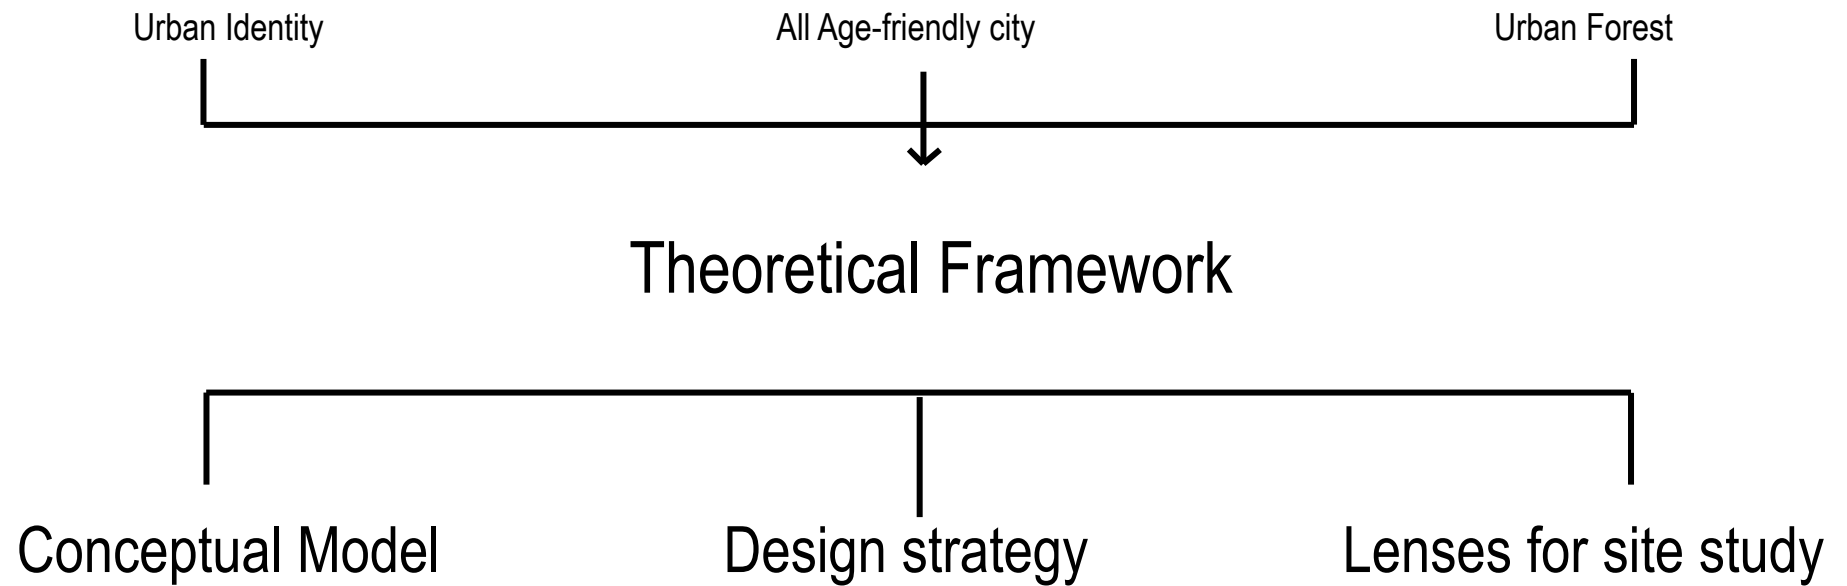 Urban Identity
All Age-friendly city
Urban Forest
Theoretical Framework
Conceptual Model
Design strategy
Lenses for site study